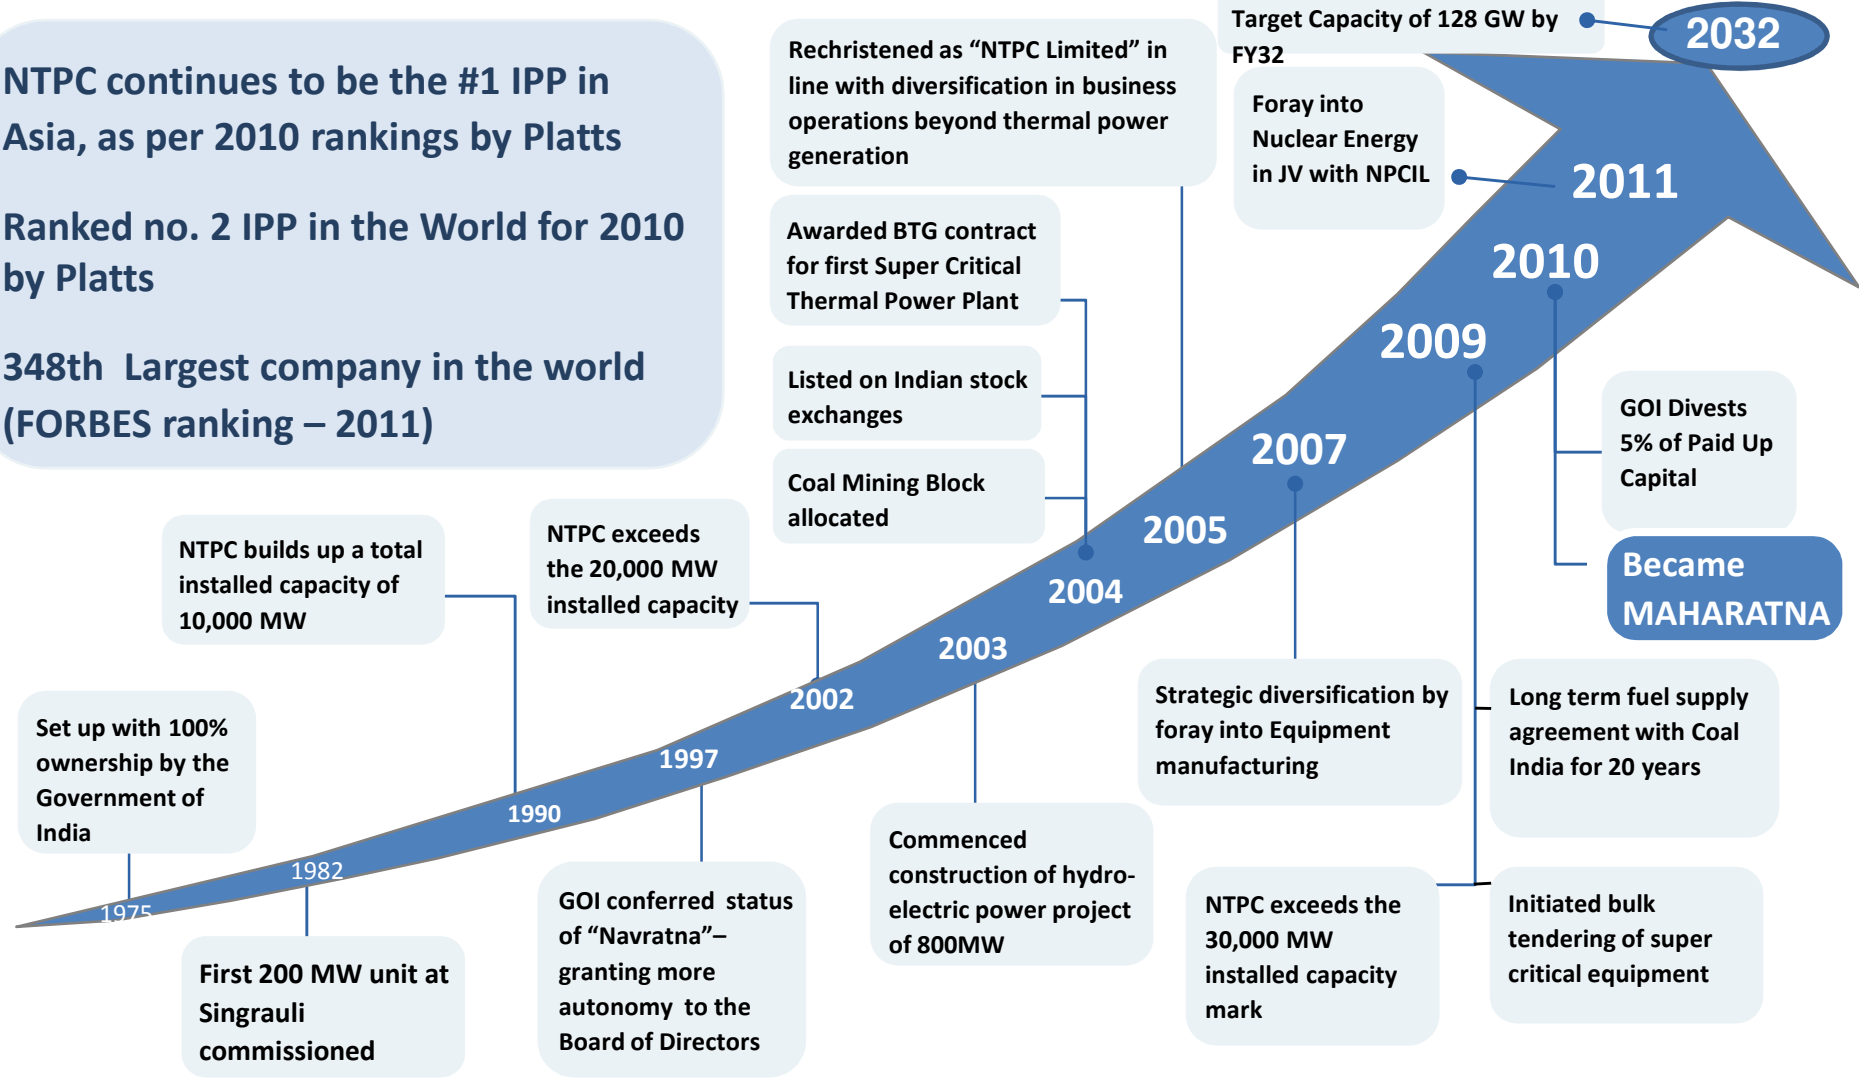 NTPC continues to be the #1 IPP in
Asia, as per 2010 rankings by Platts
Ranked no. 2 IPP in the World for 2010
by Platts
348th  Largest company in the world
(FORBES ranking – 2011)
Rechristened as “NTPC Limited” in
line with diversification in business
operations beyond thermal power
generation
Target Capacity of 128 GW by
FY32
2032
Foray into
Nuclear Energy
in JV with NPCIL
2011
Awarded BTG contract
for first Super Critical
Thermal Power Plant
2010
Listed on Indian stock
exchanges
2009
GOI Divests
5% of Paid Up
Capital
Coal Mining Block
allocated
2007
2005
Became
MAHARATNA
NTPC builds up a total
installed capacity of
10,000 MW
NTPC exceeds
the 20,000 MW
installed capacity
2004
2003
2002
1997
1990
1982
1975
Set up with 100%
ownership by the
Government of
India
Strategic diversification by
foray into Equipment
manufacturing
Long term fuel supply
agreement with Coal
India for 20 years
First 200 MW unit at
Singrauli
commissioned
GOI conferred  status
of “Navratna”–
granting more
autonomy  to the
Board of Directors
Commenced
construction of hydro-
electric power project
of 800MW
NTPC exceeds the
30,000 MW
installed capacity
mark
Initiated bulk
tendering of super
critical equipment